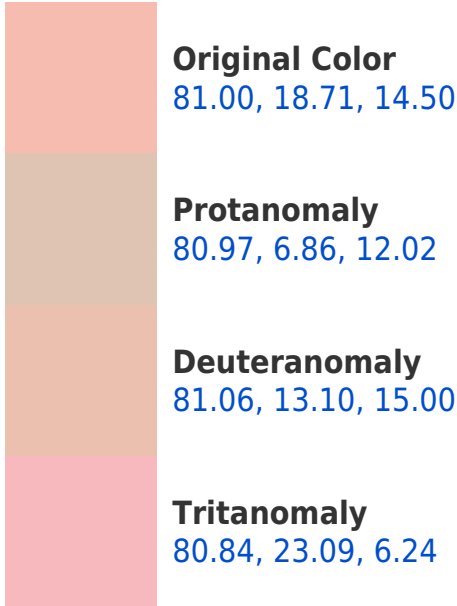 Original Color
81.00, 18.71, 14.50
Protanomaly
80.97, 6.86, 12.02
Deuteranomaly
81.06, 13.10, 15.00
Tritanomaly
80.84, 23.09, 6.24